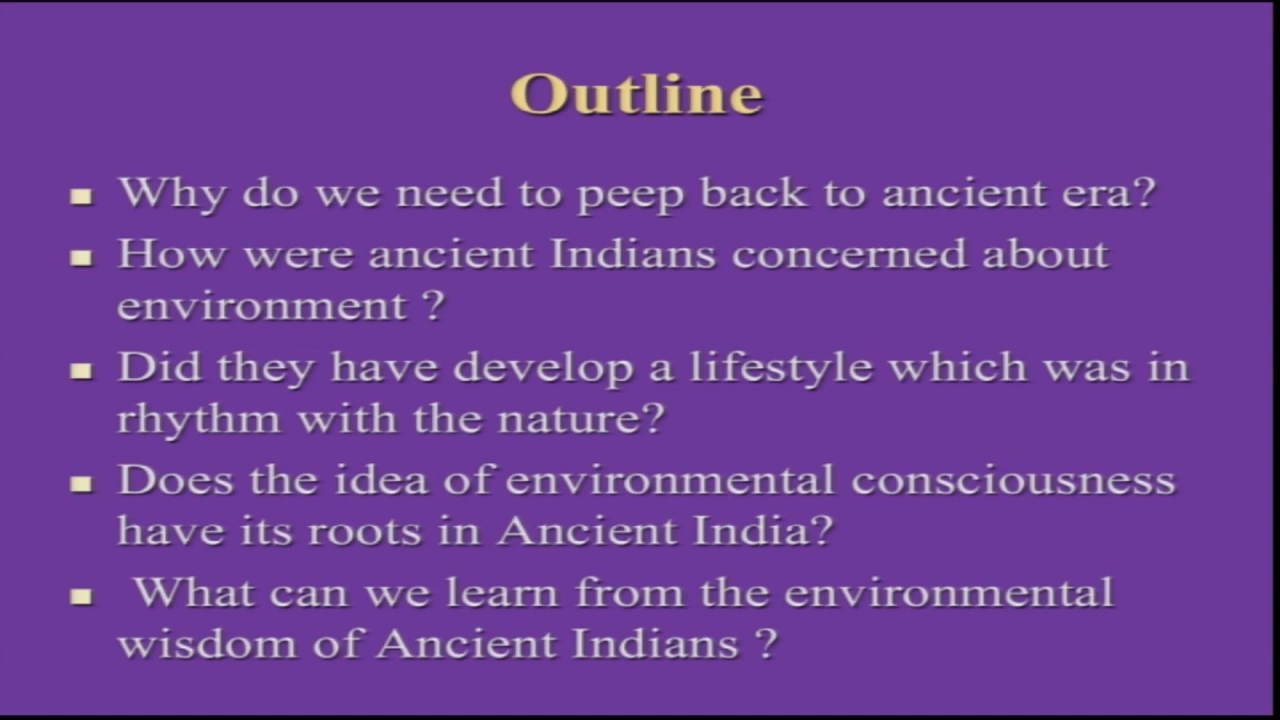 Outline
Why do we need to peep back to ancient era?
How were ancient Indians concerned about
environment ?
Did they have develop a lifestyle which was in
rhythm with the nature?
Does the idea of environmental consciousness
have its roots in Ancient India?
What can we learn from the environmental
wisdom of Ancient Indians ?